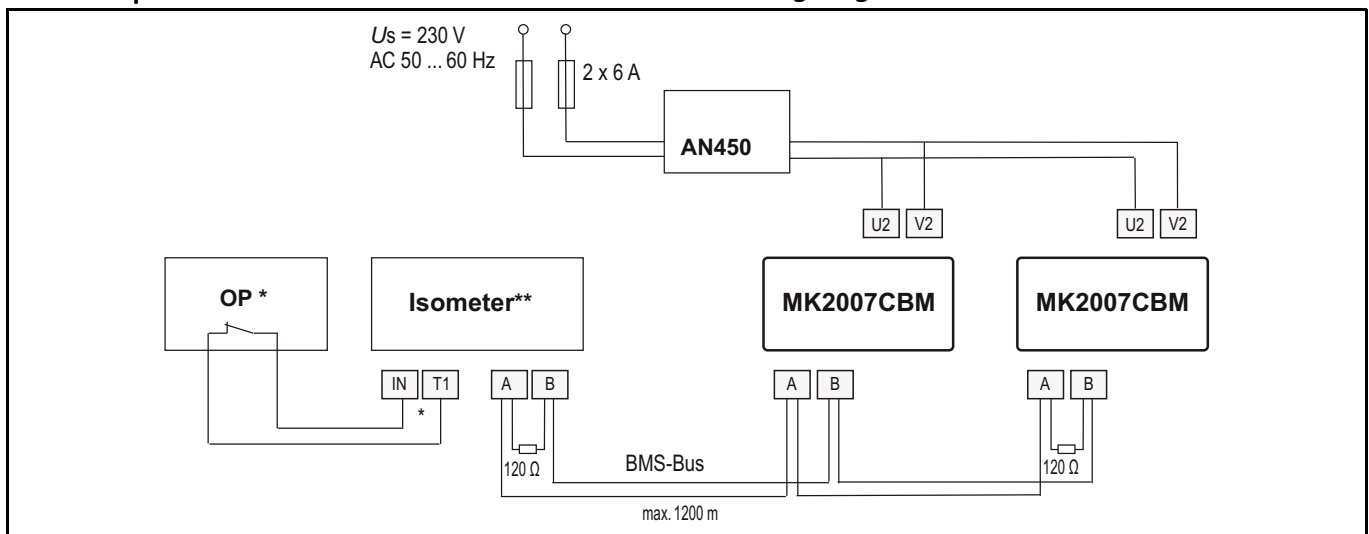 Us = 230 V
AC 50 ... 60 Hz
2 x 6 A
AN450
U2 V2 U2 V2
OP *
Isometer**
MK2007CBM
MK2007CBM
IN T1 A B A B A B
*
120 Ω
BMS-Bus
120 Ω
max. 1200 m